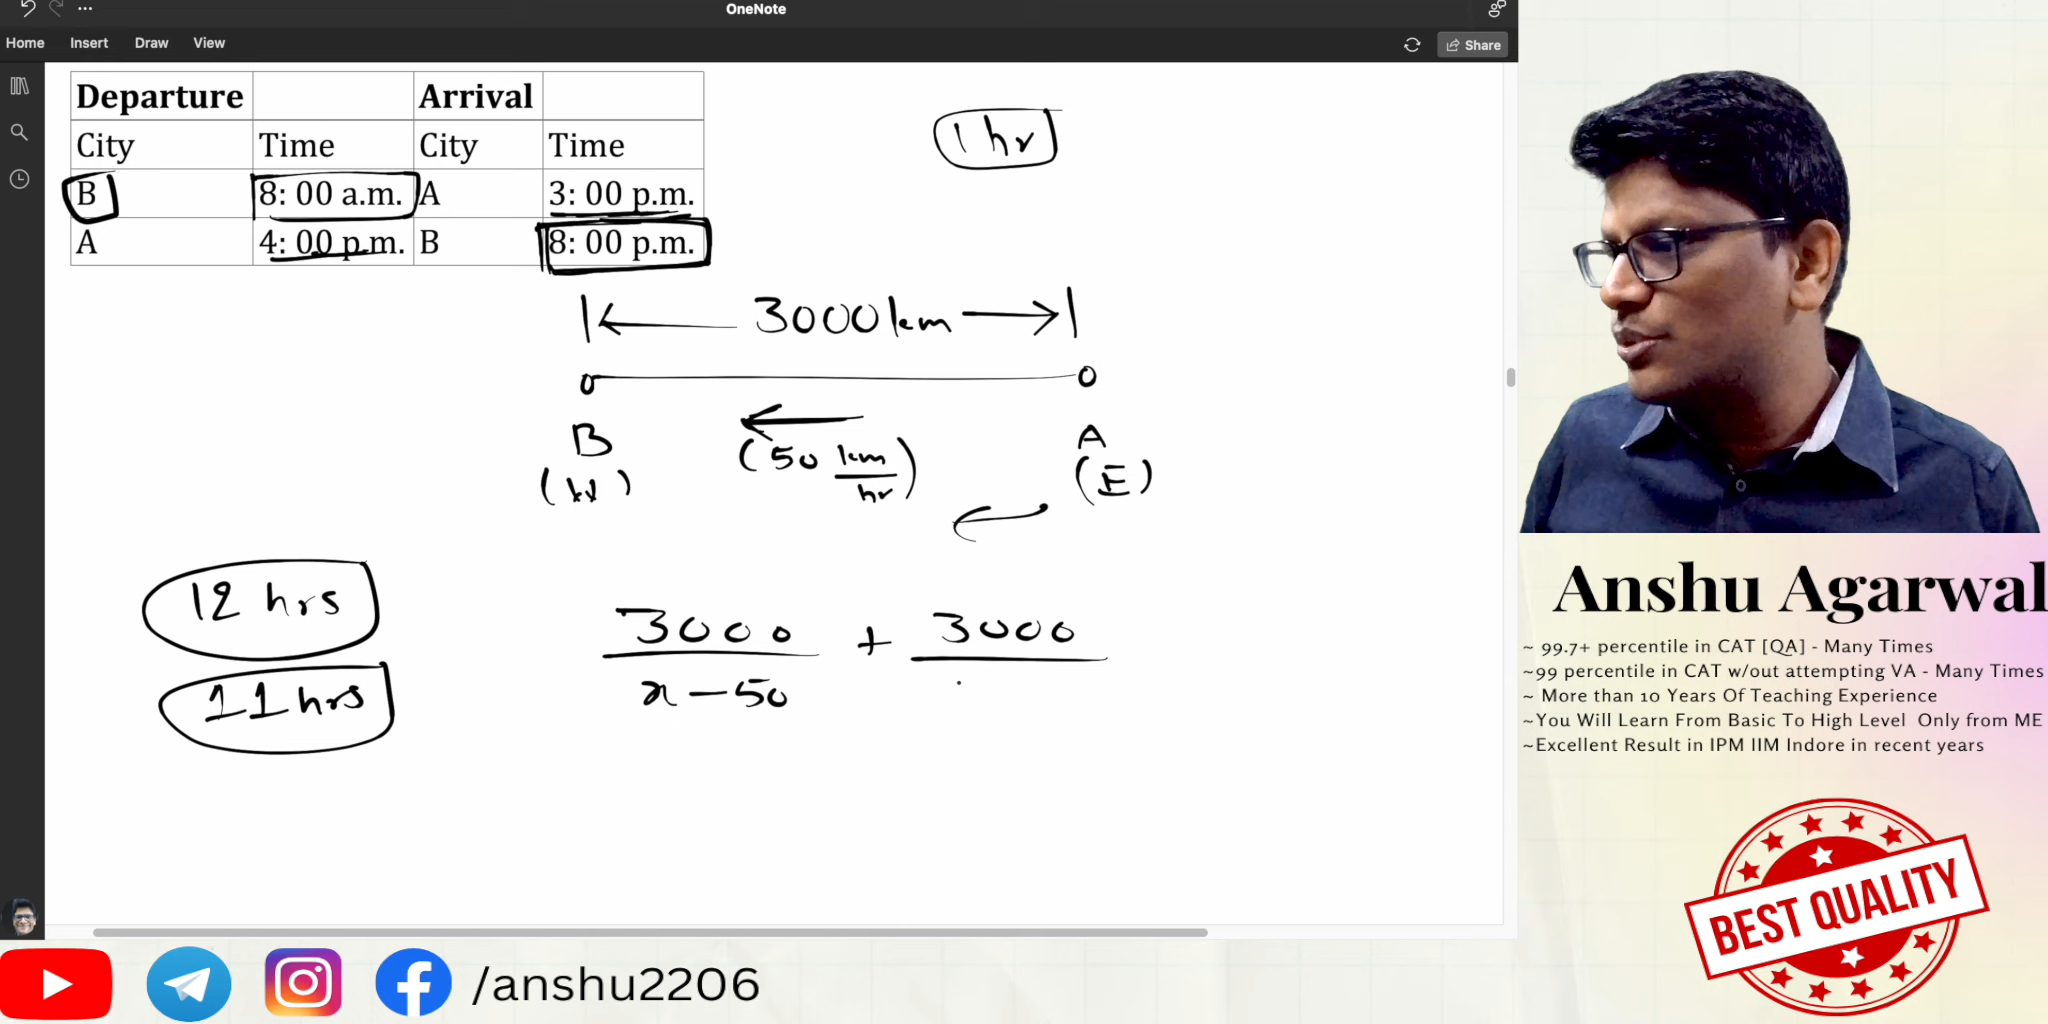 OneNote
Home Insert Draw View Share
Departure Arrival
City Time City Time
B 8: 00 a.m. A 3: 00 p.m.
A 4: 00 p.m. B 8: 00 p.m.
1 hr
3000 km
B A
(50 km/hr)
(W) (E)
12 hrs
11 hrs
3000 + 3000
x - 50
Anshu Agarwal
~ 99.7+ percentile in CAT [QA] - Many Times
~99 percentile in CAT w/out attempting VA - Many Times
~ More than 10 Years Of Teaching Experience
~You Will Learn From Basic To High Level Only from ME
~Excellent Result in IPM IIM Indore in recent years
BEST QUALITY
/anshu2206